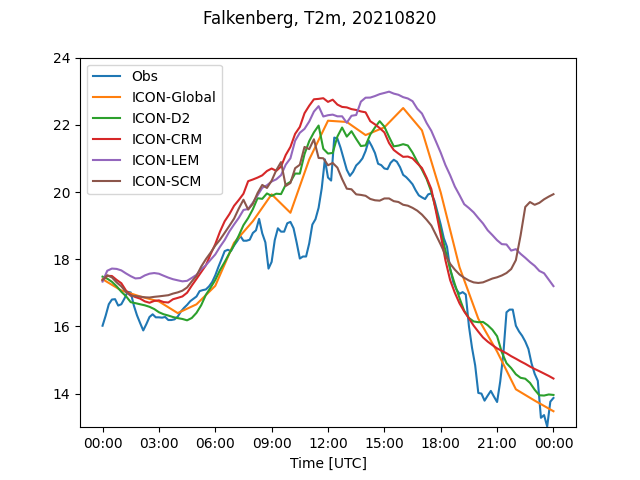 Falkenberg, T2m, 20210820
24
22
20
18
16
14
Obs
ICON-Global
ICON-D2
ICON-CRM
ICON-LEM
ICON-SCM
00:00 03:00 06:00 09:00 12:00 15:00 18:00 21:00 00:00
Time [UTC]